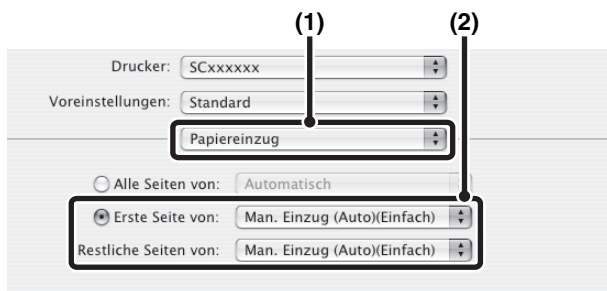 (1) (2)
Drucker: SCxxxxxx
Voreinstellungen: Standard
Papiereinzug
Alle Seiten von: Automatisch
Erste Seite von: Man. Einzug (Auto)(Einfach)
Restliche Seiten von: Man. Einzug (Auto)(Einfach)